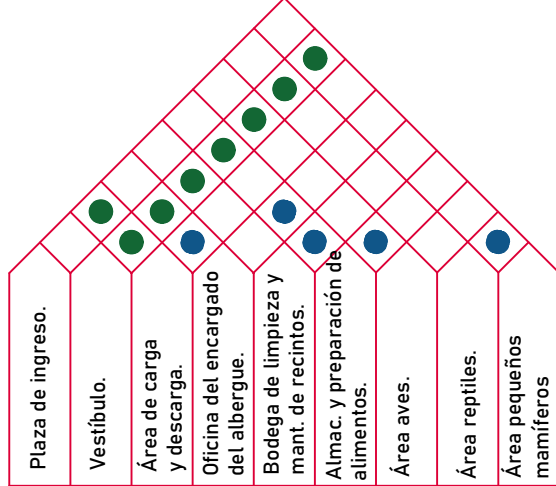 Plaza de ingreso.
Vestíbulo.
Área de carga
y descarga.
Oficina del encargado
del albergue.
Bodega de limpieza y
mant. de recintos.
Almac. y preparación de
alimentos.
Área aves.
Área reptiles.
Área pequeños
mamíferos